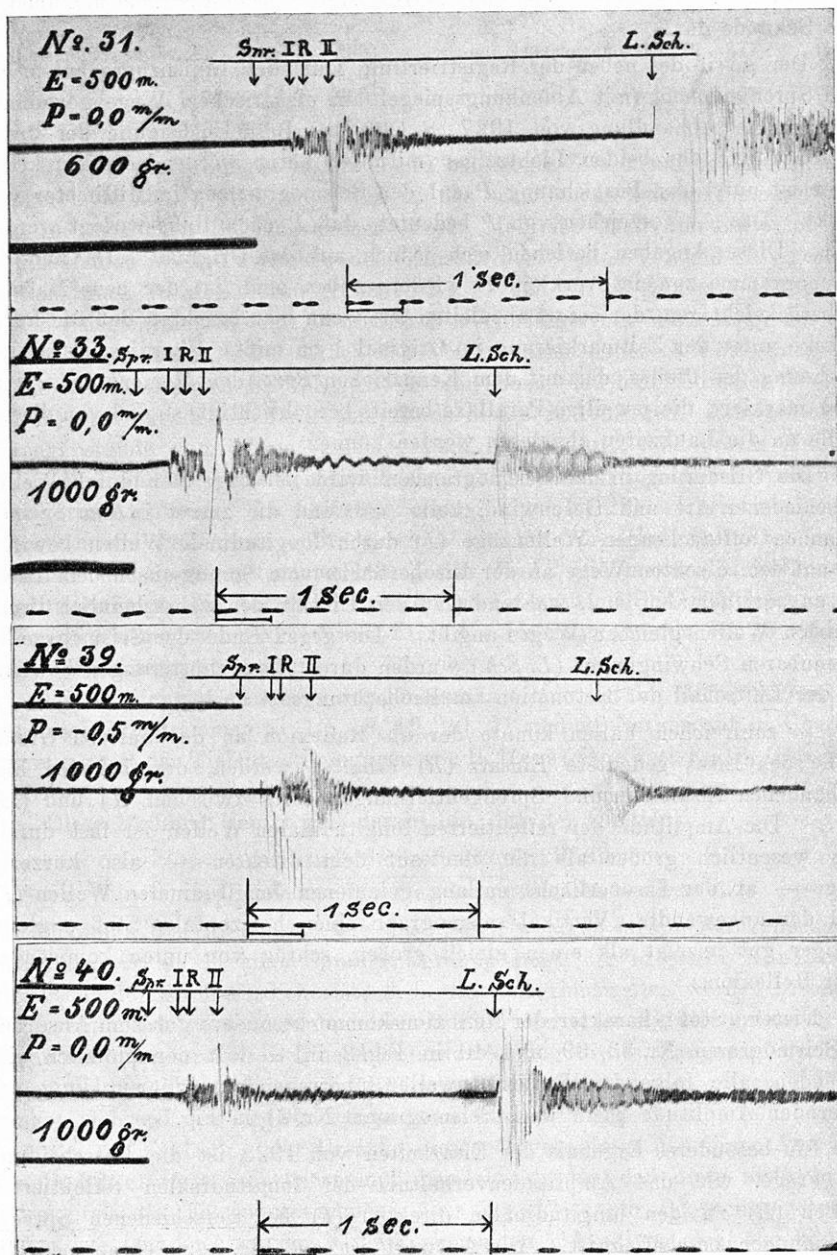 Nº. 31. Spr. I R II L. Sch.
E = 500 m.
P = 0,0 m/m
600 gr.
1 sec.
Nº 33. Spr. I R II L. Sch.
E = 500 m.
P = 0,0 m/m.
1000 gr.
1 sec.
Nº 39. Spr. I R II L. Sch.
E = 500 m.
P = -0,5 m/m.
1000 gr.
1 sec.
Nº 40. Spr. I R II L. Sch.
E = 500 m.
P = 0,0 m/m
1000 gr.
1 sec.